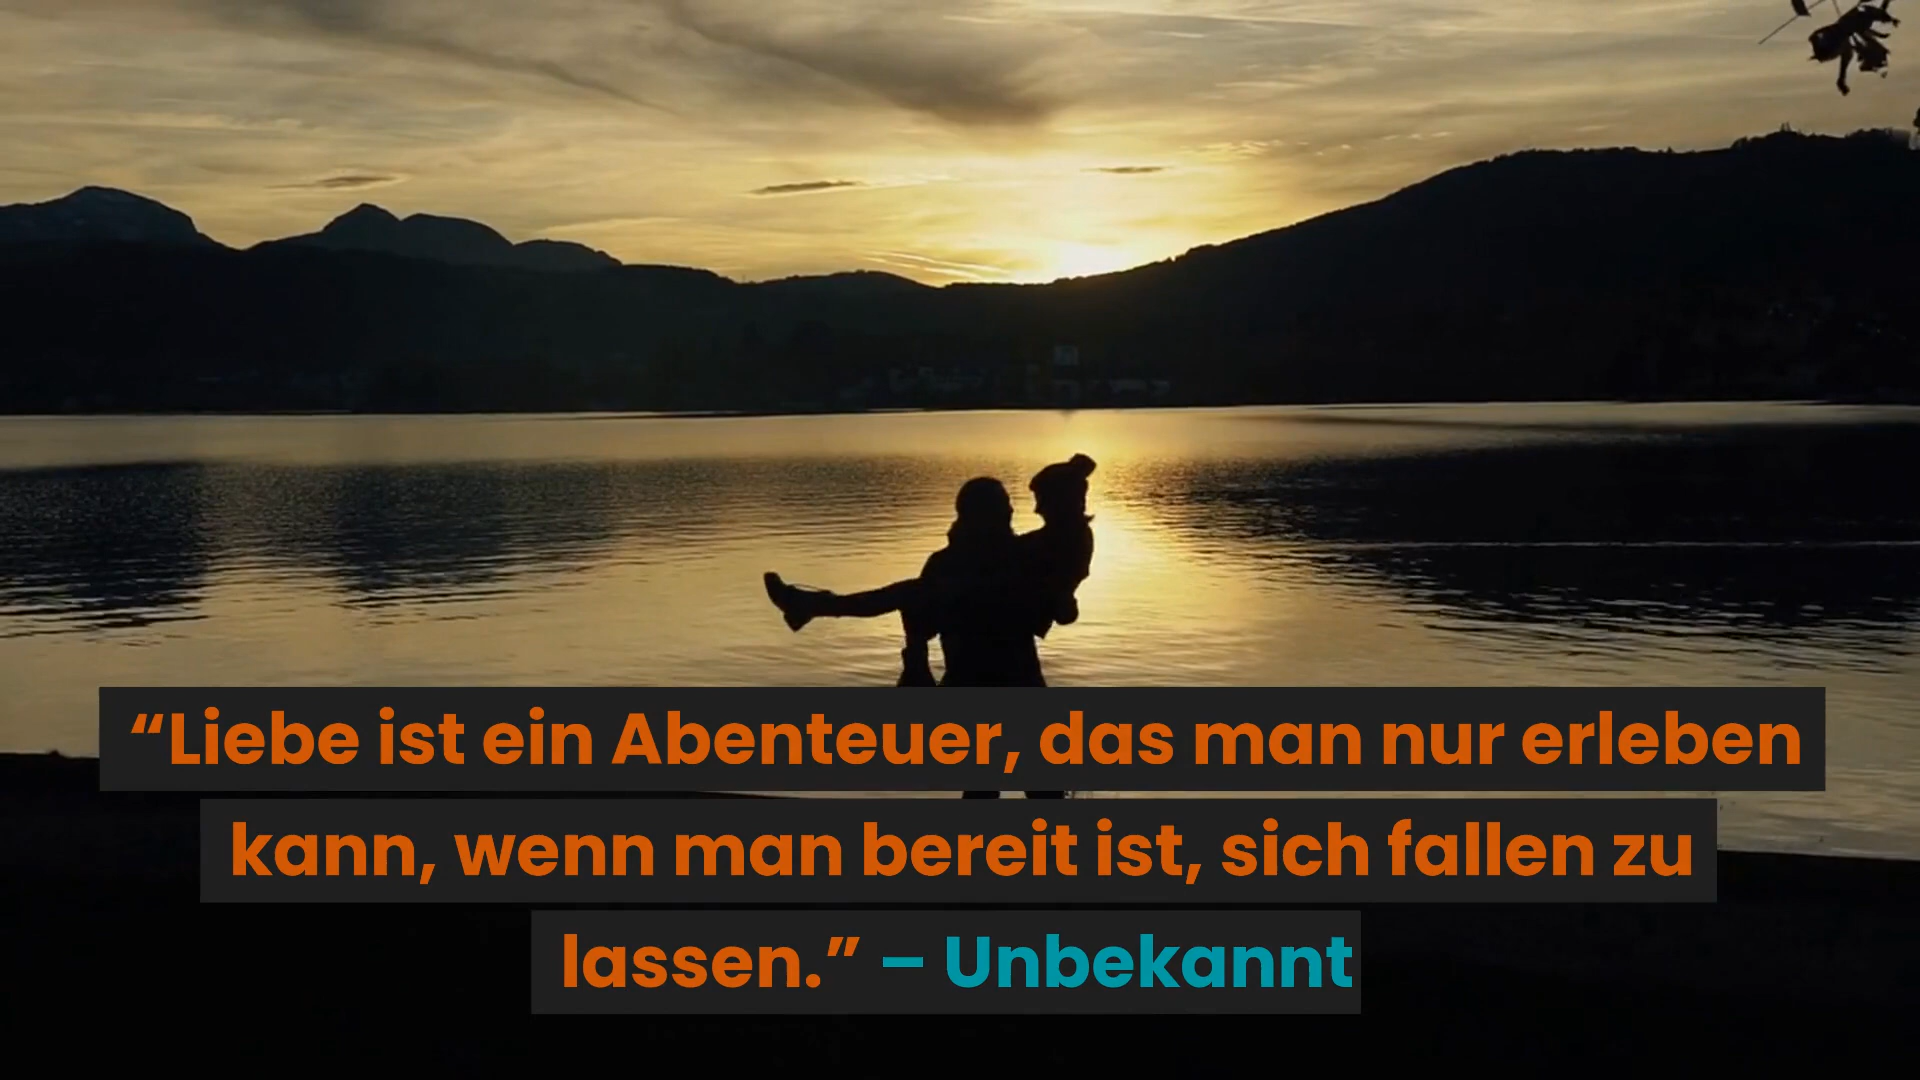 “Liebe ist ein Abenteuer, das man nur erleben
kann, wenn man bereit ist, sich fallen zu
lassen.” – Unbekannt